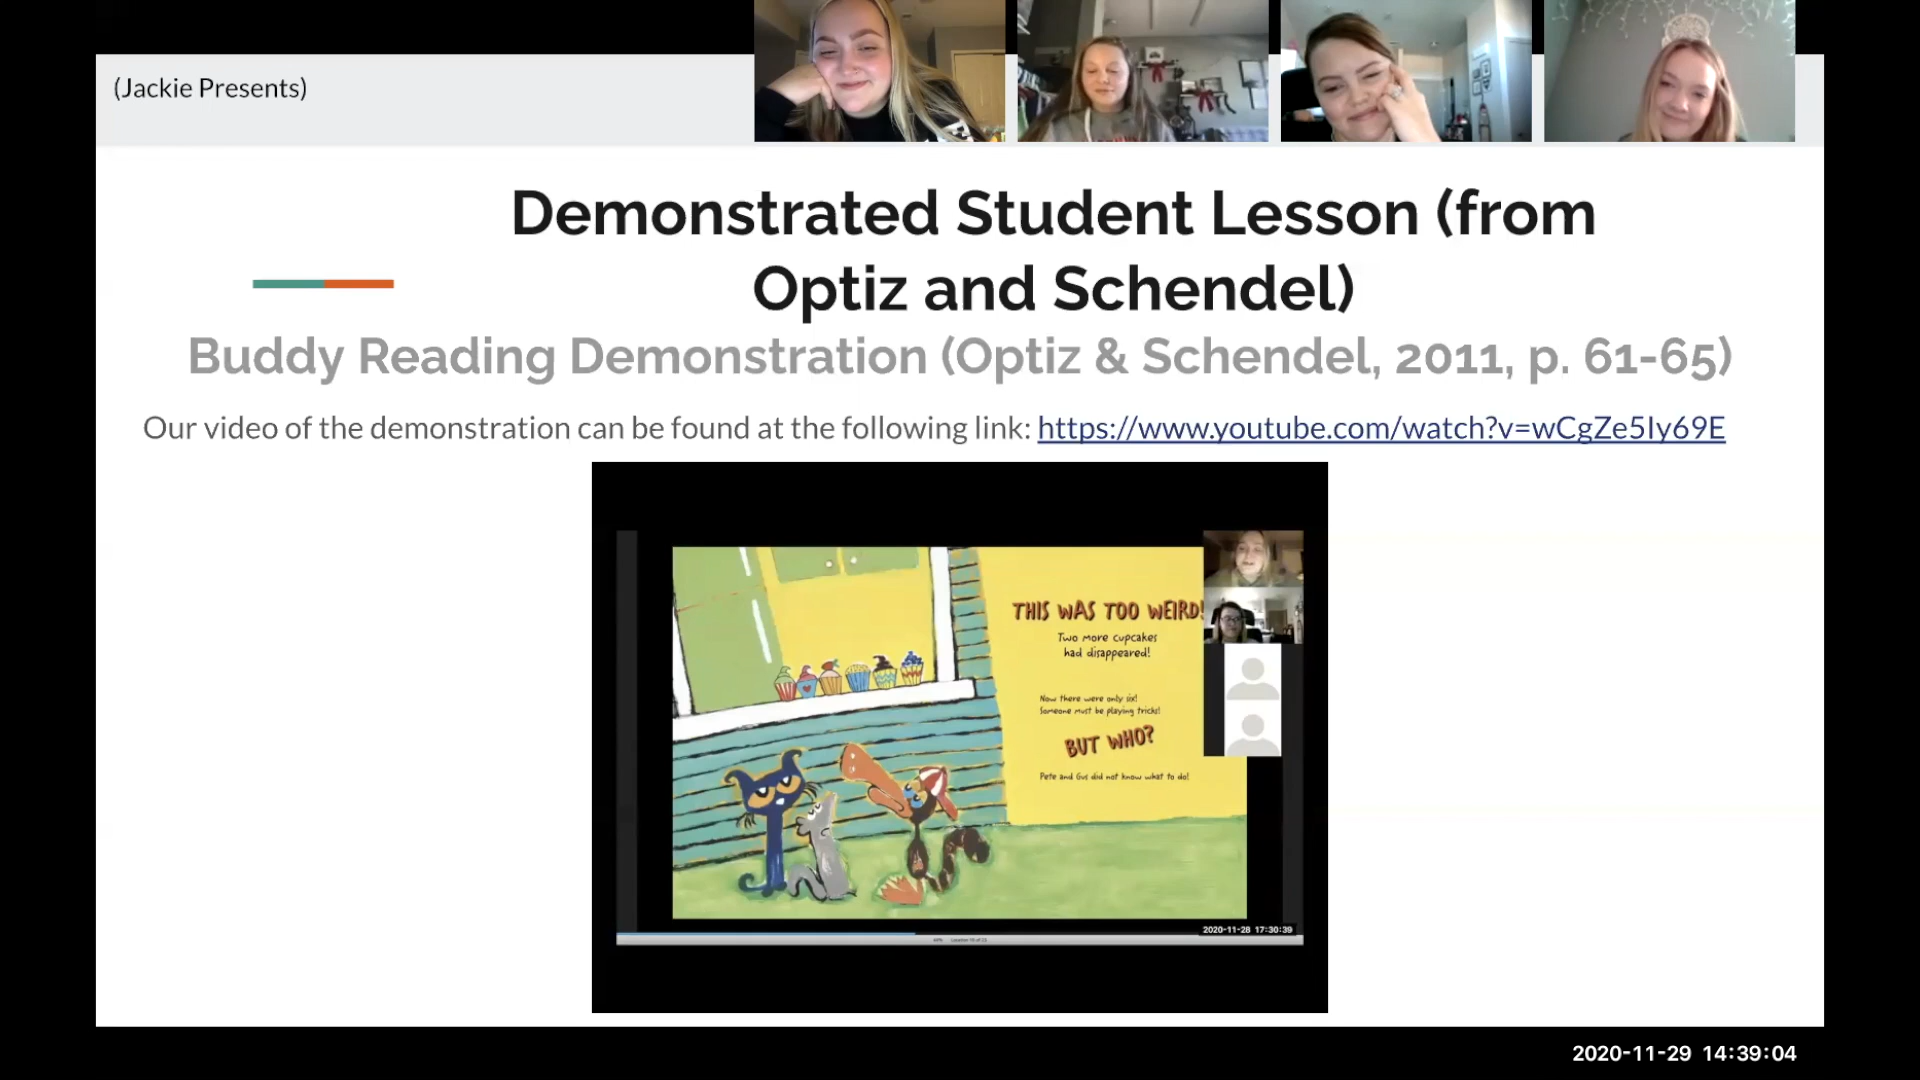 (Jackie Presents)
Demonstrated Student Lesson (from
Optiz and Schendel)
Buddy Reading Demonstration (Optiz & Schendel, 2011, p. 61-65)
Our video of the demonstration can be found at the following link: https://www.youtube.com/watch?v=wCgZe5Iy69E
THIS WAS TOO WEIRD!
Two more cupcakes
had disappeared!
Now there were only six!
Someone must be playing tricks!
BUT WHO?
Pete and Gus did not know what to do!
2020-11-28 17:30:39
2020-11-29 14:39:04